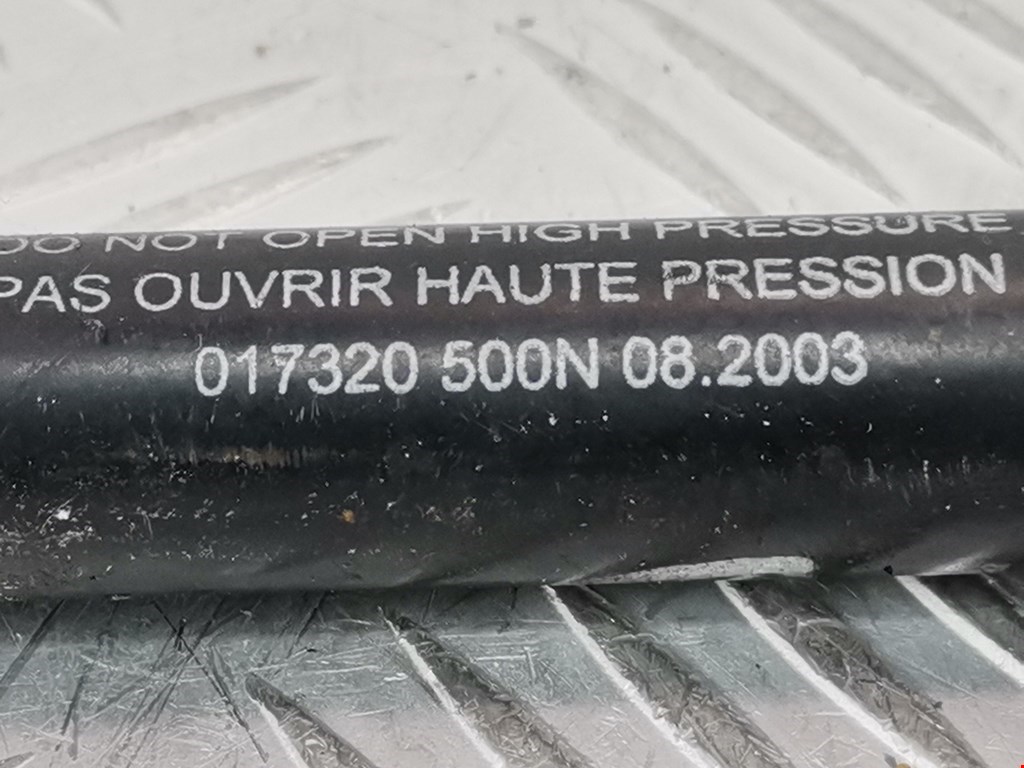 DO NOT OPEN HIGH PRESSURE
PAS OUVRIR HAUTE PRESSION
017320 500N 08.2003